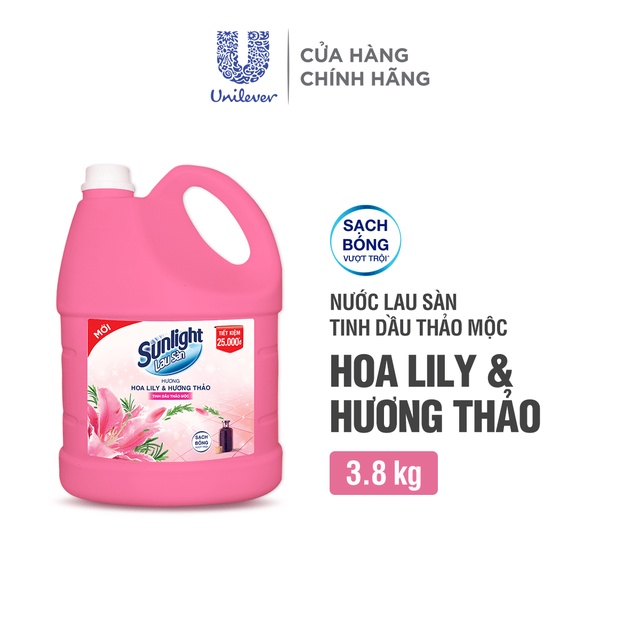 Unilever
CỬA HÀNG
CHÍNH HÃNG
SẠCH
BÓNG
VƯỢT TRỘI*
NƯỚC LAU SÀN
TINH DẦU THẢO MỘC
HOA LILY &
HƯƠNG THẢO
3.8 kg
MỚI
Sunlight
Lau Sàn
TIẾT KIỆM
25.000đ
HƯƠNG
HOA LILY & HƯƠNG THẢO
TINH DẦU THẢO MỘC
SẠCH
BÓNG